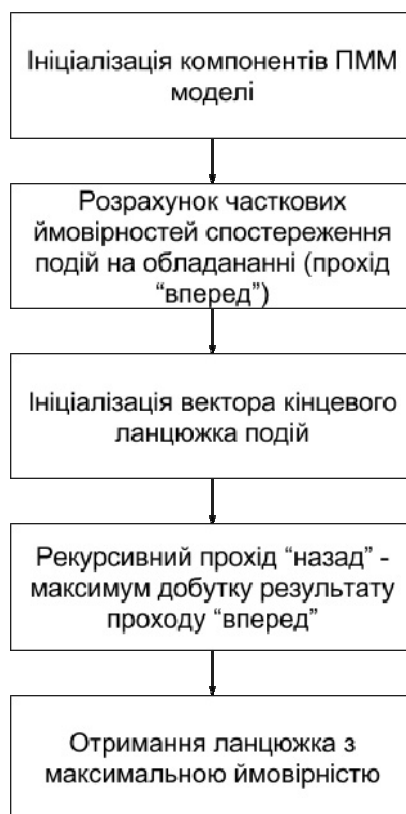 Ініціалізація компонентів ПММ
моделі
Розрахунок часткових
ймовірностей спостереження
подій на обладананні (прохід
“вперед”)
Ініціалізація вектора кінцевого
ланцюжка подій
Рекурсивний прохід “назад” -
максимум добутку результату
проходу “вперед”
Отримання ланцюжка з
максимальною ймовірністю